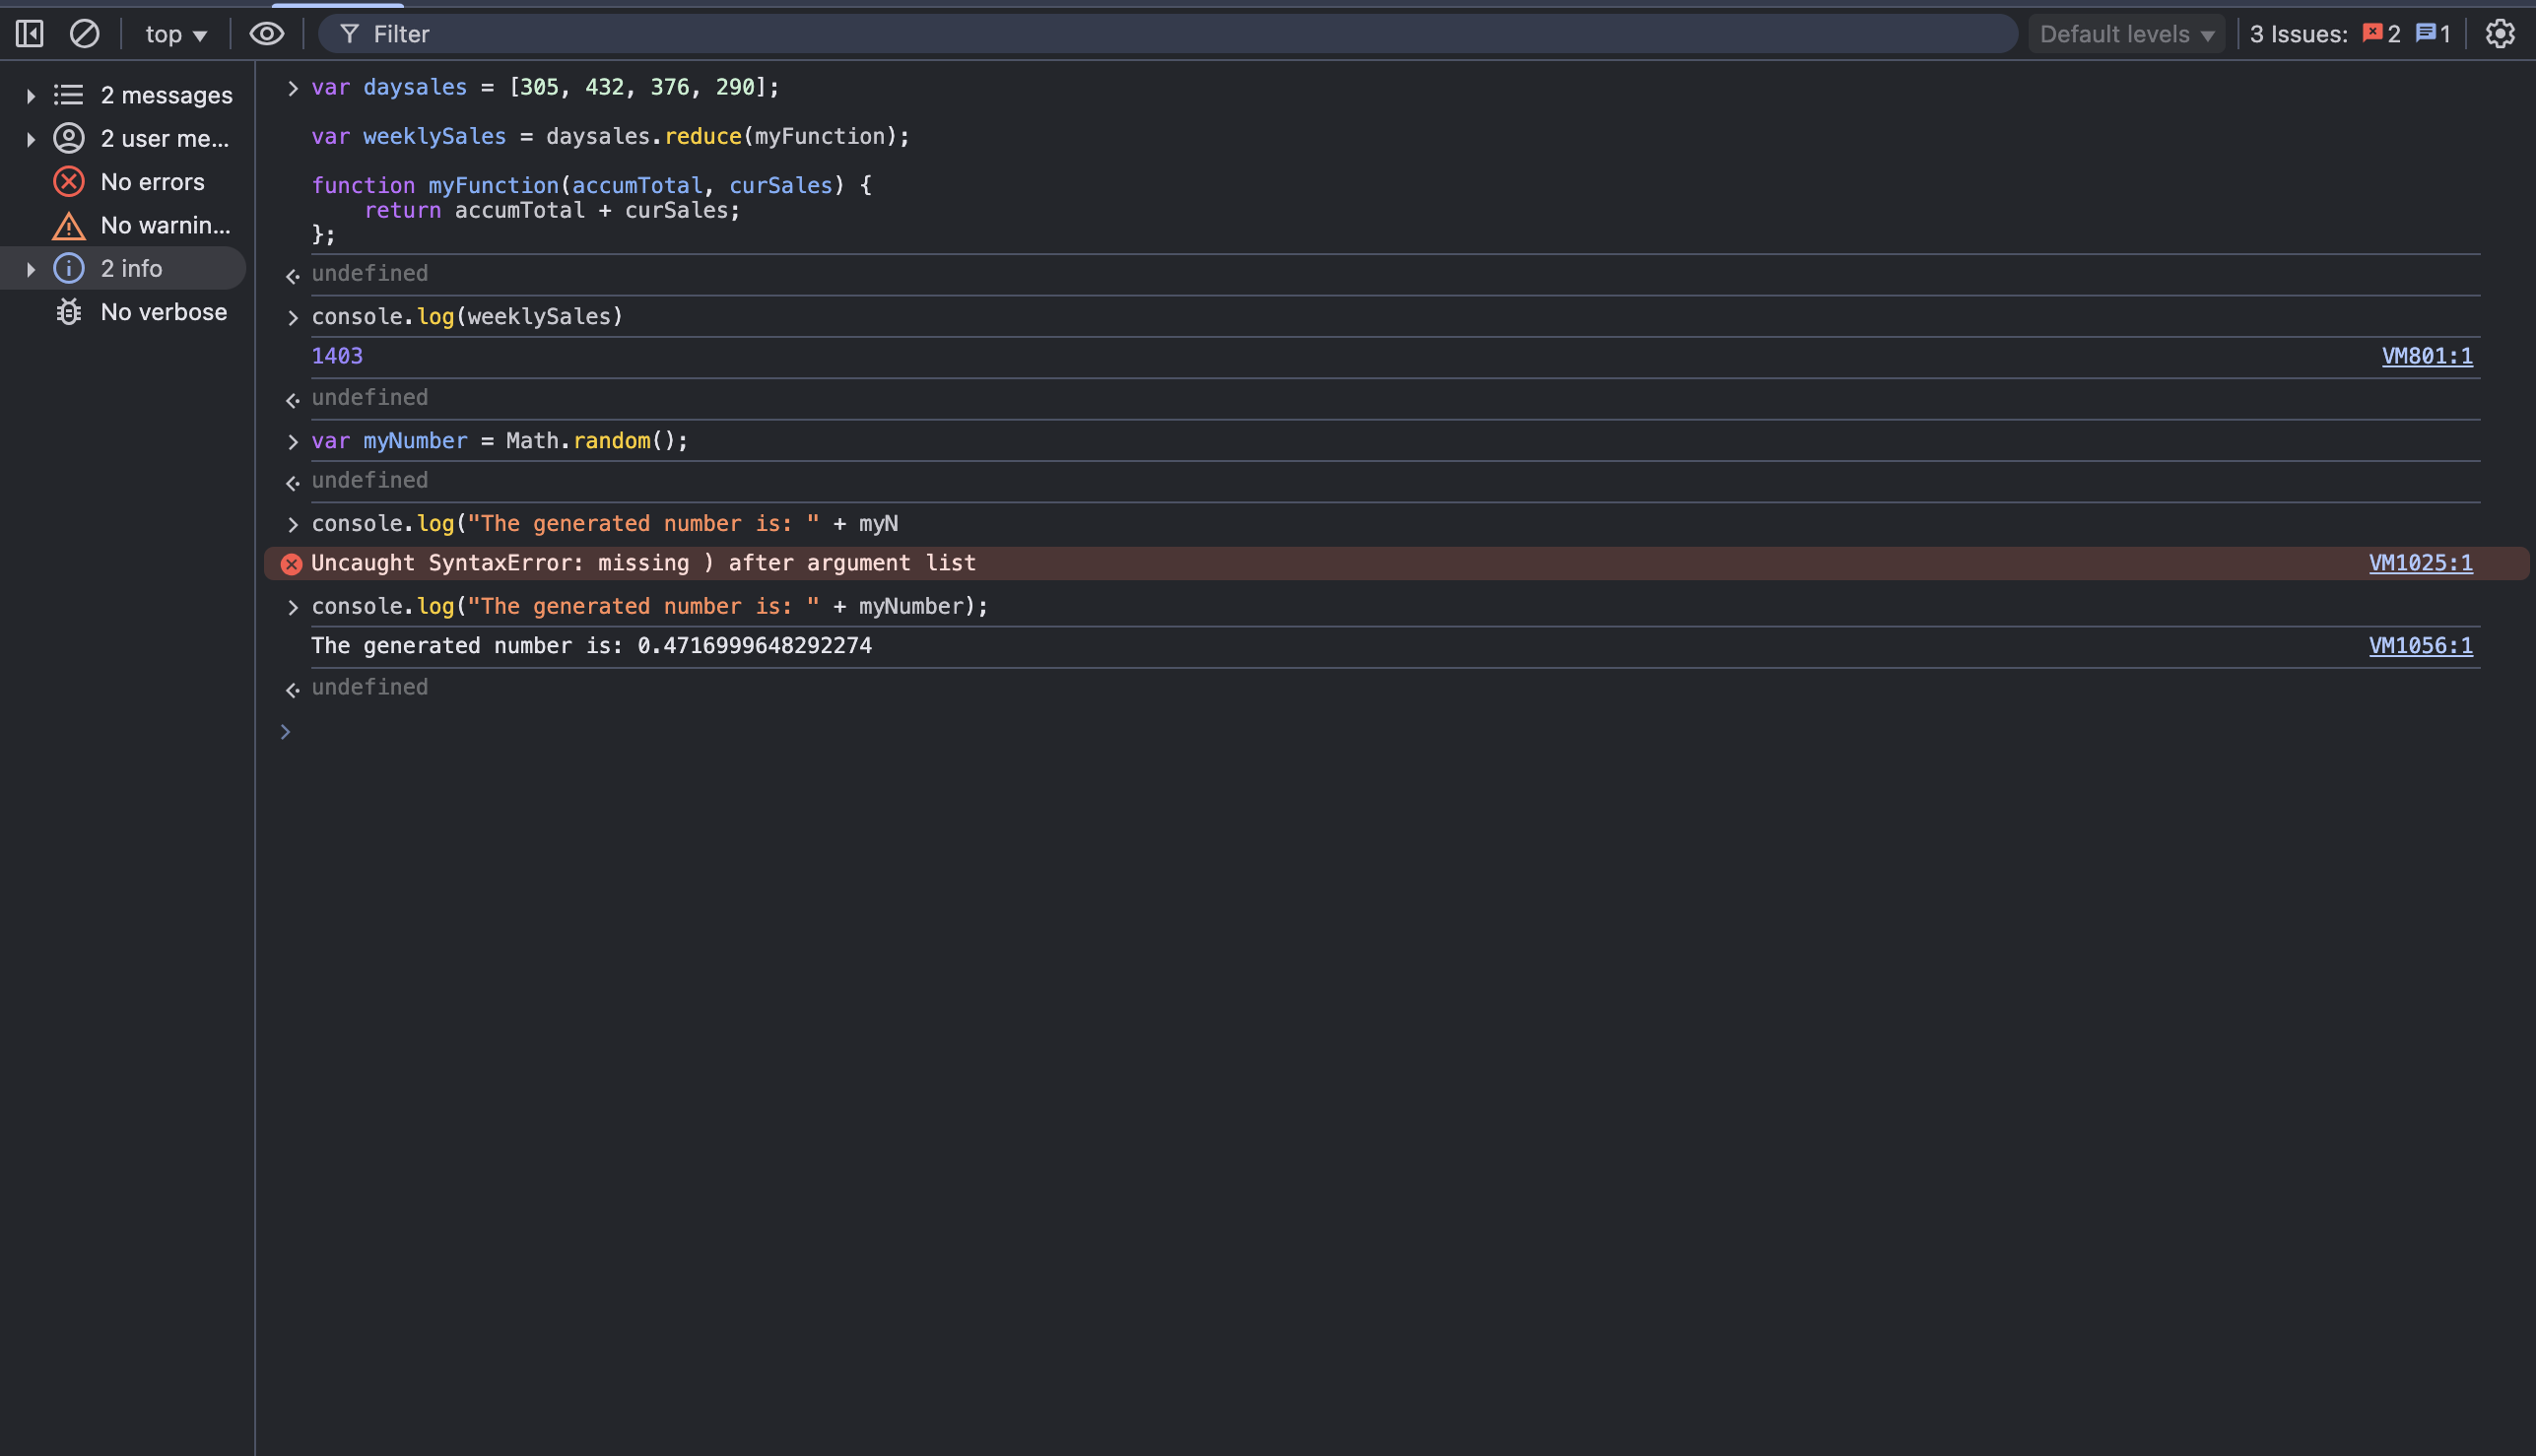 top
Filter
Default levels
3 Issues: 2 1
2 messages
2 user me...
No errors
No warnin...
2 info
No verbose
var daysales = [305, 432, 376, 290];
var weeklySales = daysales.reduce(myFunction);
function myFunction(accumTotal, curSales) {
    return accumTotal + curSales;
};
undefined
console.log(weeklySales)
1403 VM801:1
undefined
var myNumber = Math.random();
undefined
console.log("The generated number is: " + myN
Uncaught SyntaxError: missing ) after argument list VM1025:1
console.log("The generated number is: " + myNumber);
The generated number is: 0.4716999648292274 VM1056:1
undefined